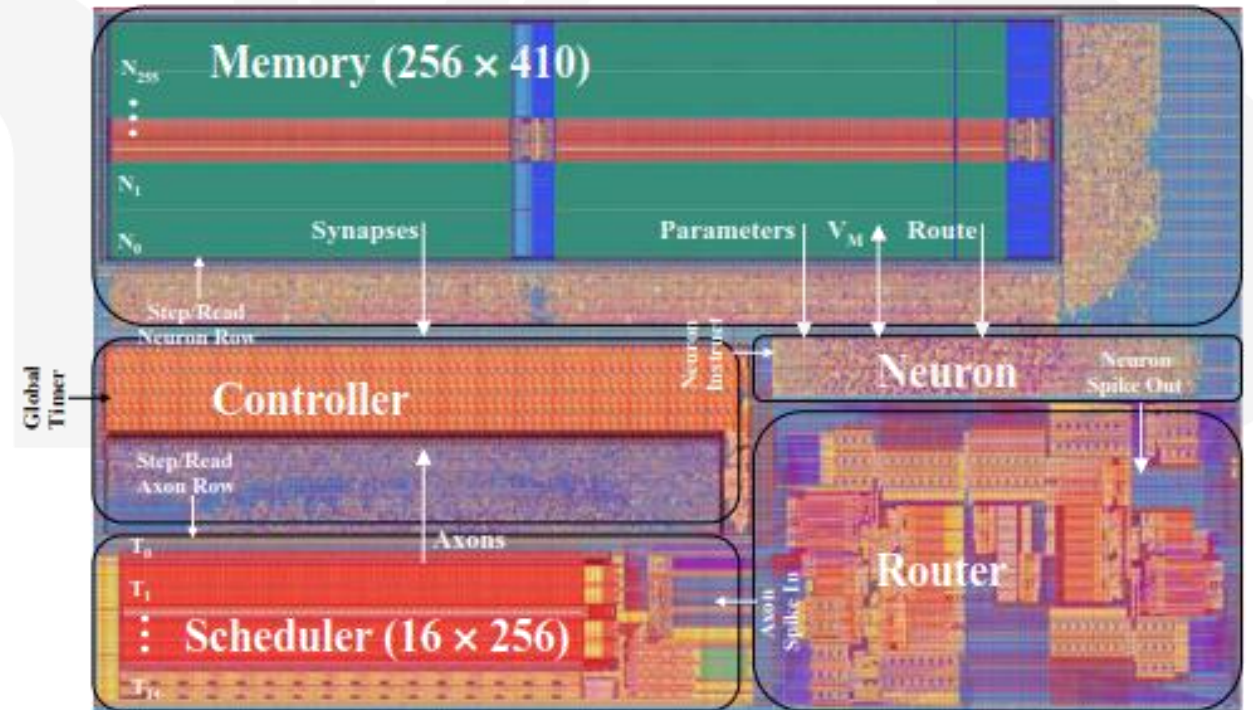 Memory (256 × 410)
N255
N1
N0
Synapses
Parameters
VM
Route
Step/Read
Neuron Row
Global
Timer
Controller
Neuron
Instruct
Neuron
Neuron
Spike Out
Step/Read
Axon Row
Axons
T0
T1
Scheduler (16 × 256)
Axon
Spike In
Router